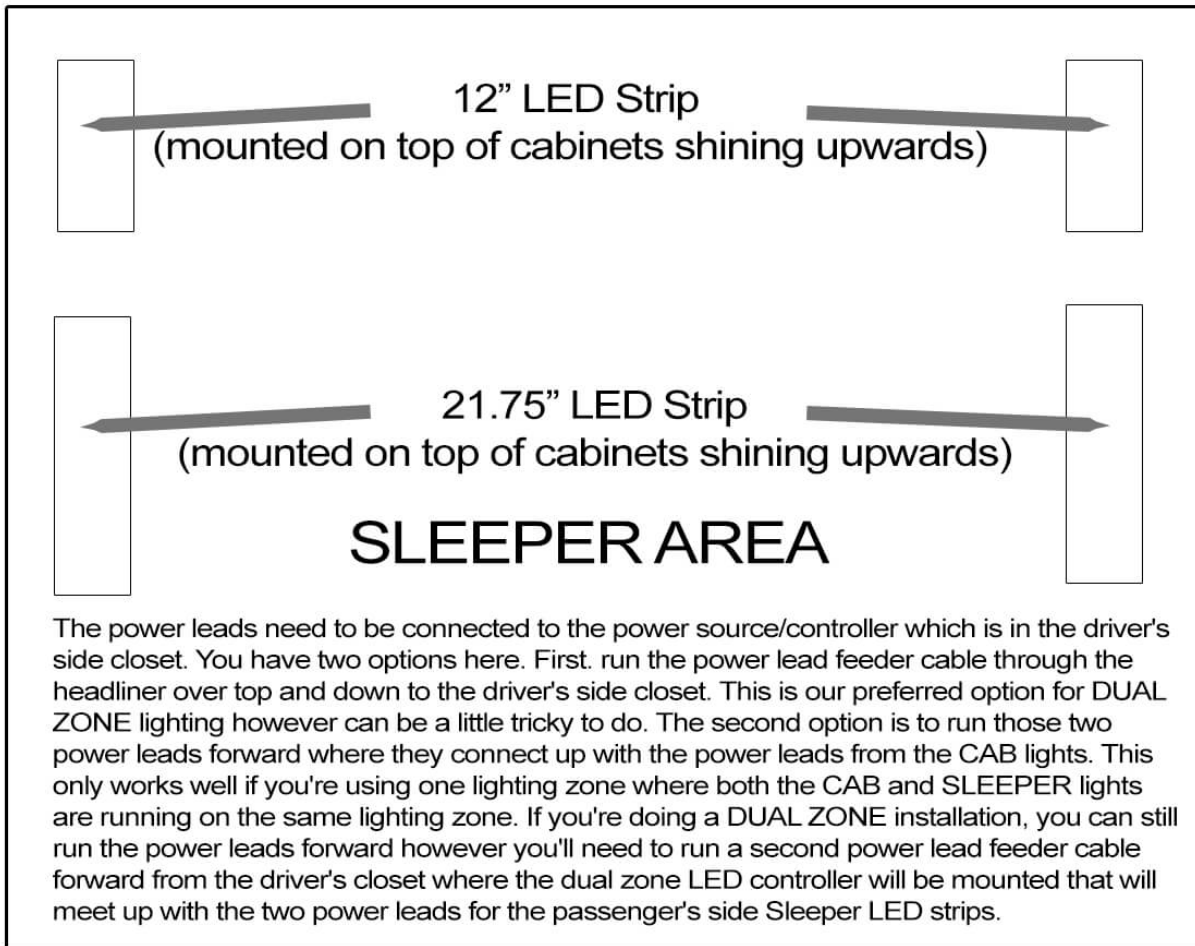 12” LED Strip
(mounted on top of cabinets shining upwards)
21.75” LED Strip
(mounted on top of cabinets shining upwards)
SLEEPER AREA
The power leads need to be connected to the power source/controller which is in the driver's
side closet. You have two options here. First. run the power lead feeder cable through the
headliner over top and down to the driver's side closet. This is our preferred option for DUAL
ZONE lighting however can be a little tricky to do. The second option is to run those two
power leads forward where they connect up with the power leads from the CAB lights. This
only works well if you're using one lighting zone where both the CAB and SLEEPER lights
are running on the same lighting zone. If you're doing a DUAL ZONE installation, you can still
run the power leads forward however you'll need to run a second power lead feeder cable
forward from the driver's closet where the dual zone LED controller will be mounted that will
meet up with the two power leads for the passenger's side Sleeper LED strips.